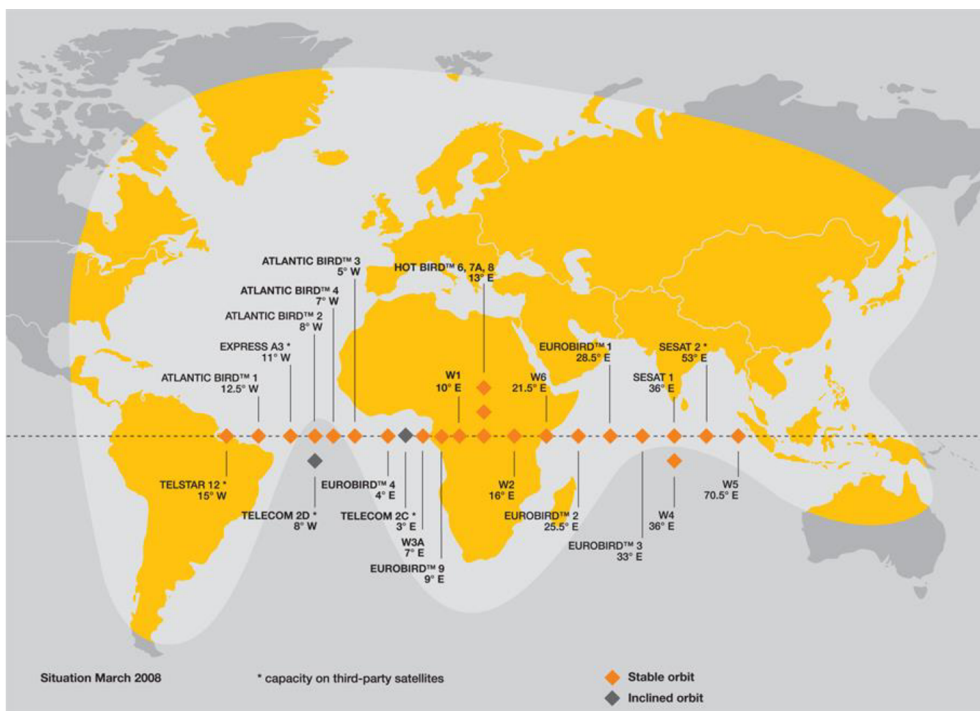 ATLANTIC BIRD™ 3
5° W
HOT BIRD™ 6, 7A, 8
13° E
ATLANTIC BIRD™ 4
7° W
ATLANTIC BIRD™ 2
8° W
EXPRESS A3 *
11° W
EUROBIRD™ 1
28.5° E
SESAT 2 *
53° E
ATLANTIC BIRD™ 1
12.5° W
W1
10° E
W6
21.5° E
SESAT 1
36° E
TELSTAR 12 *
15° W
EUROBIRD™ 4
4° E
W2
16° E
W5
70.5° E
TELECOM 2D *
8° W
TELECOM 2C *
3° E
EUROBIRD™ 2
25.5° E
W4
36° E
W3A
7° E
EUROBIRD™ 3
33° E
EUROBIRD™ 9
9° E
Situation March 2008
* capacity on third-party satellites
Stable orbit
Inclined orbit